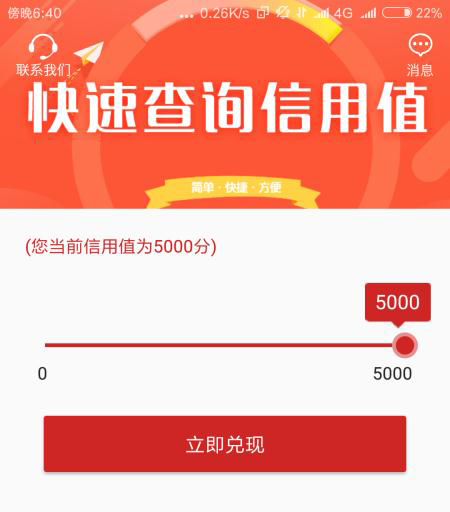 傍晚6:40 ... 0.26K/s 4G 22%
联系我们 消息
快速查询信用值
简单·快捷·方便
(您当前信用值为5000分)
5000
0 5000
立即兑现